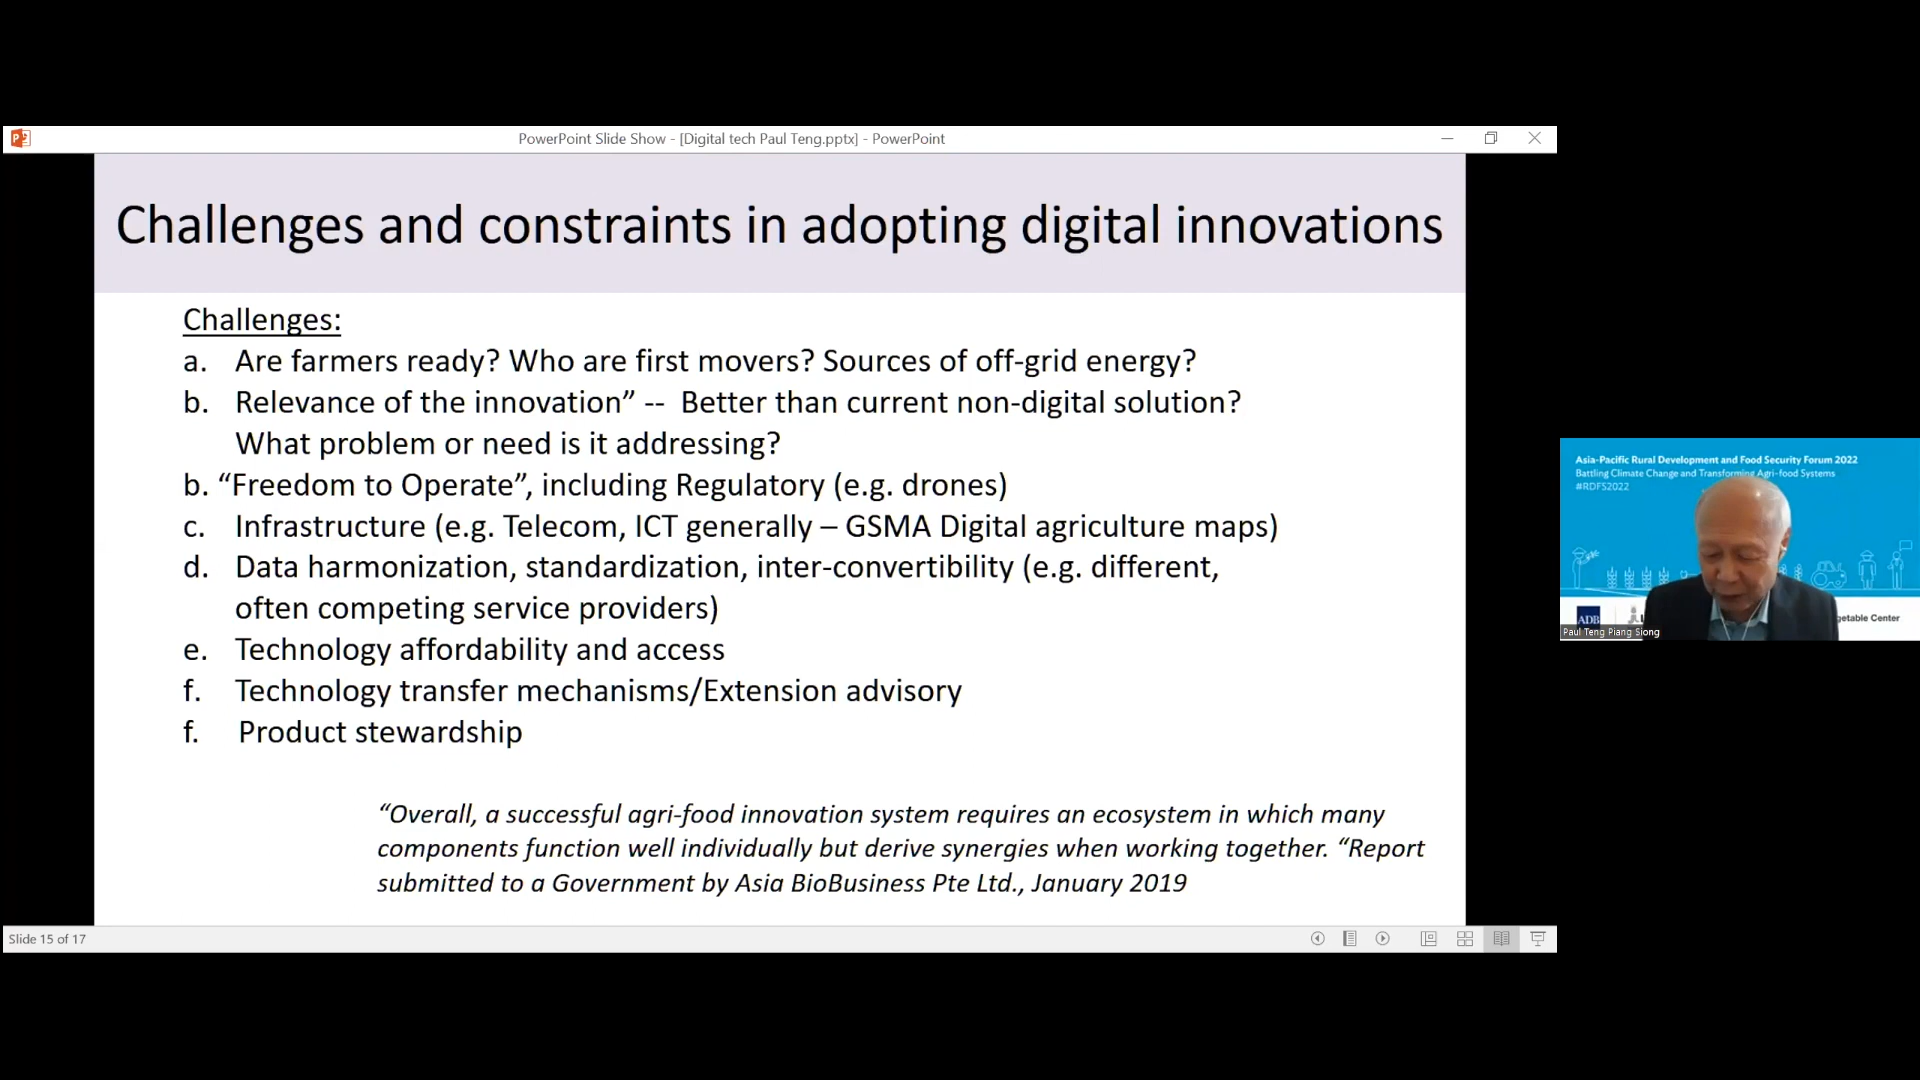 PowerPoint Slide Show - [Digital tech Paul Teng.pptx] - PowerPoint
Challenges and constraints in adopting digital innovations
Challenges:
a. Are farmers ready? Who are first movers? Sources of off-grid energy?
b. Relevance of the innovation” -- Better than current non-digital solution?
What problem or need is it addressing?
b. “Freedom to Operate”, including Regulatory (e.g. drones)
c. Infrastructure (e.g. Telecom, ICT generally – GSMA Digital agriculture maps)
d. Data harmonization, standardization, inter-convertibility (e.g. different,
often competing service providers)
e. Technology affordability and access
f. Technology transfer mechanisms/Extension advisory
f. Product stewardship
“Overall, a successful agri-food innovation system requires an ecosystem in which many
components function well individually but derive synergies when working together. “Report
submitted to a Government by Asia BioBusiness Pte Ltd., January 2019
Slide 15 of 17
Asia-Pacific Rural Development and Food Security Forum 2022
Battling Climate Change and Transforming Agri-food Systems
#RDFS2022
ADB
getable Center
Paul Teng Piang Siong